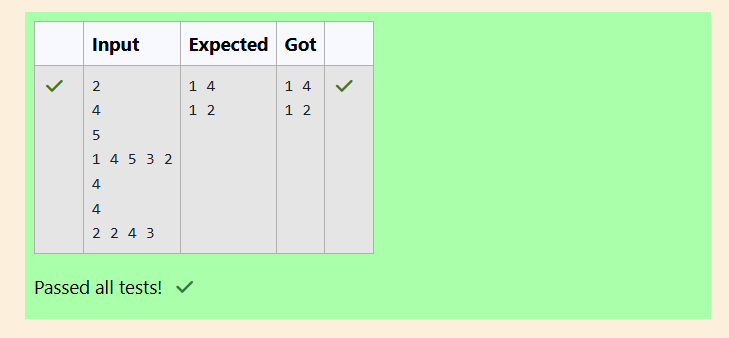 Input Expected Got
2 1 4 1 4
4 1 2 1 2
5
1 4 5 3 2
4
4
2 2 4 3
Passed all tests!